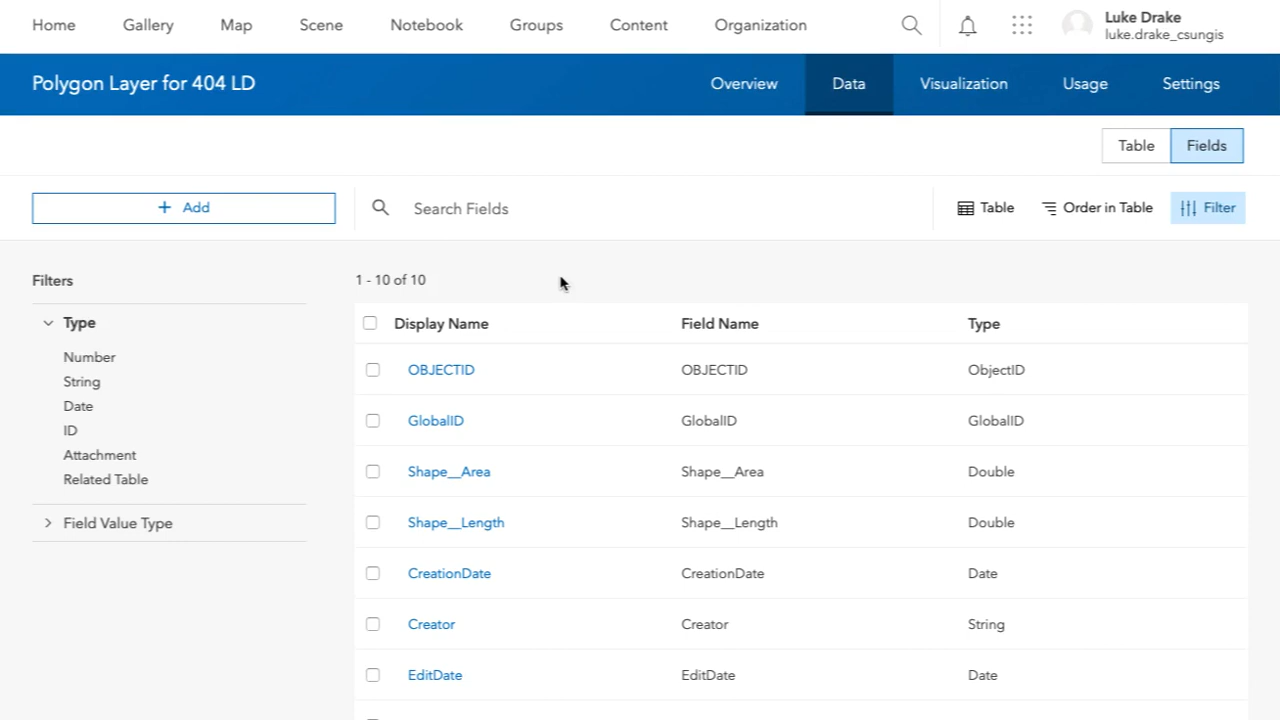 Home Gallery Map Scene Notebook Groups Content Organization Luke Drake
luke.drake_csungis
Polygon Layer for 404 LD Overview Data Visualization Usage Settings
Table Fields
+ Add Search Fields Table Order in Table Filter
Filters 1 - 10 of 10
Type Display Name Field Name Type
Number
String
Date
ID
Attachment
Related Table
Field Value Type
OBJECTID OBJECTID ObjectID
GlobalID GlobalID GlobalID
Shape__Area Shape__Area Double
Shape__Length Shape__Length Double
CreationDate CreationDate Date
Creator Creator String
EditDate EditDate Date